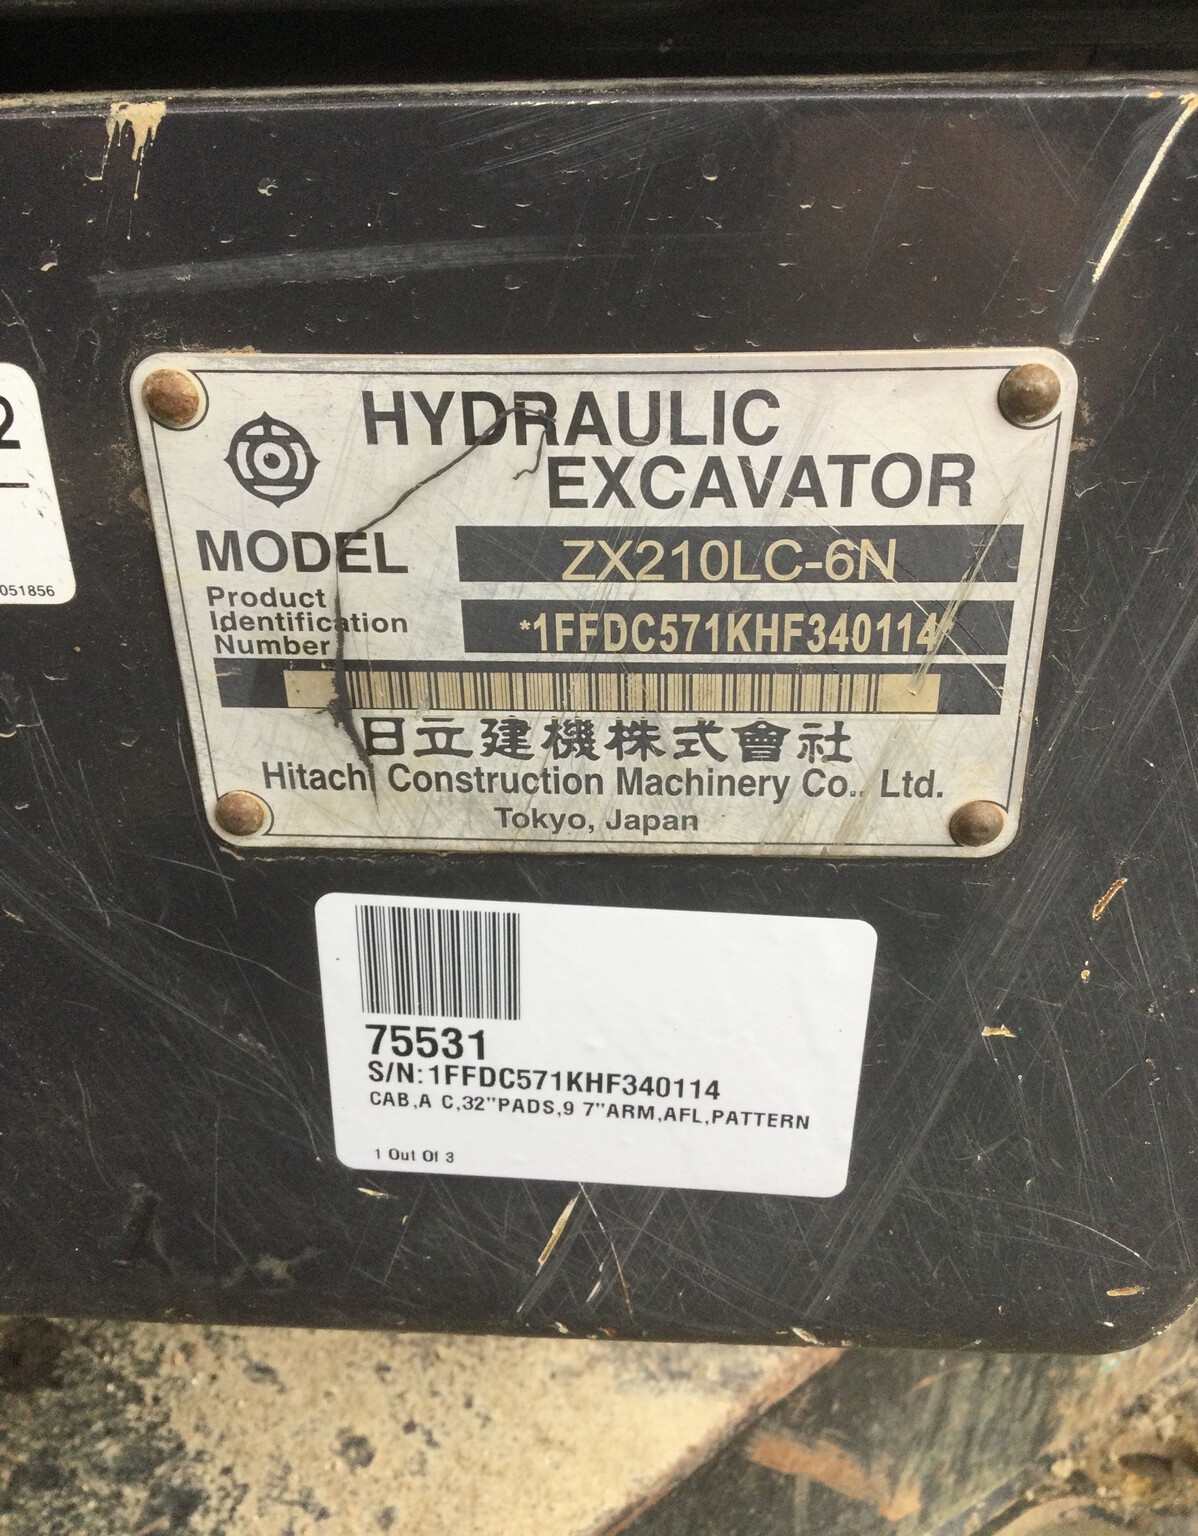 HYDRAULIC
EXCAVATOR
MODEL ZX210LC-6N
Product
Identification
Number
*1FFDC571KHF340114*
日立建機株式會社
Hitachi Construction Machinery Co., Ltd.
Tokyo, Japan
2
051856
75531
S/N:1FFDC571KHF340114
CAB,A C,32"PADS,9 7"ARM,AFL,PATTERN
1 Out Of 3